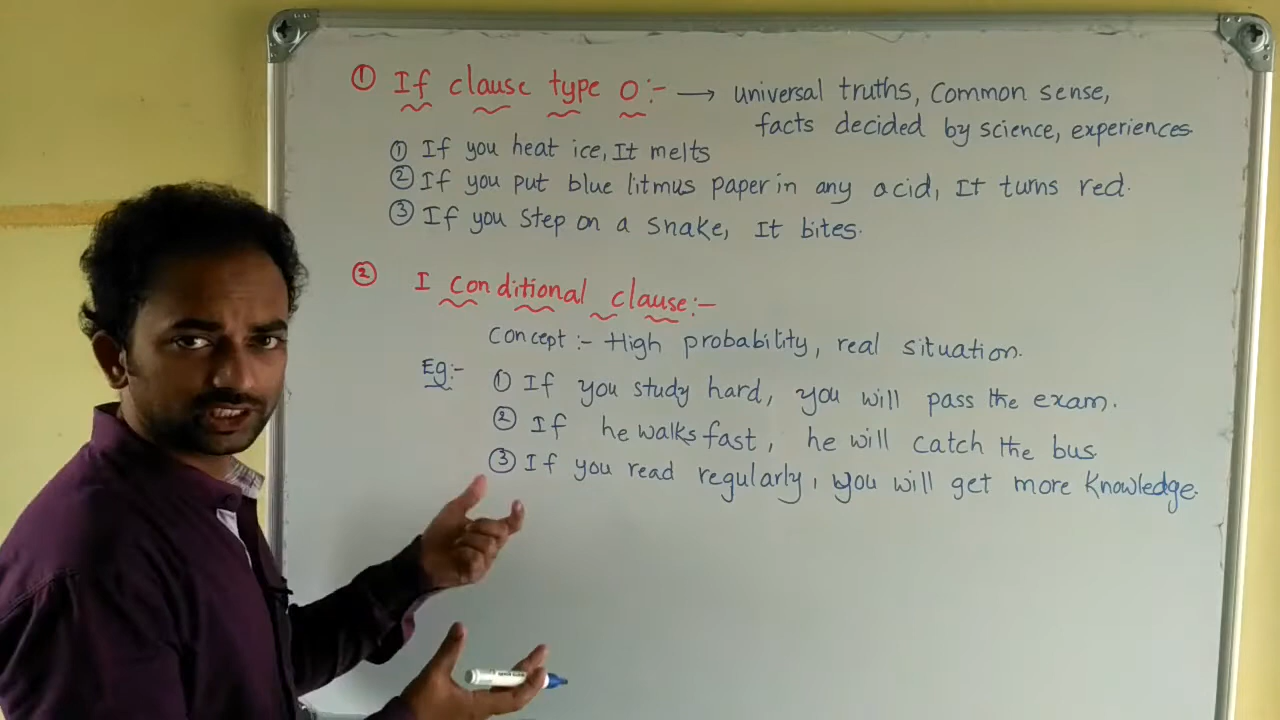 ① If clause type 0:- → universal truths, Common sense,
facts decided by science, experiences
① If you heat ice, It melts
② If you put blue litmus paper in any acid, It turns red.
③ If you step on a snake, It bites.
② I conditional clause:-
Concept:- High probability, real situation.
Eg:- ① If you study hard, you will pass the exam.
② If he walks fast, he will catch the bus
③ If you read regularly, you will get more Knowledge.